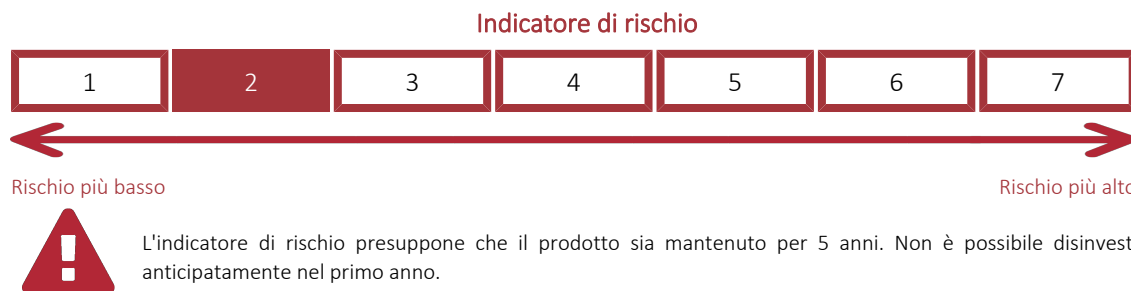 Indicatore di rischio
1 2 3 4 5 6 7
Rischio più basso Rischio più alto
L'indicatore di rischio presuppone che il prodotto sia mantenuto per 5 anni. Non è possibile disinvest
anticipatamente nel primo anno.